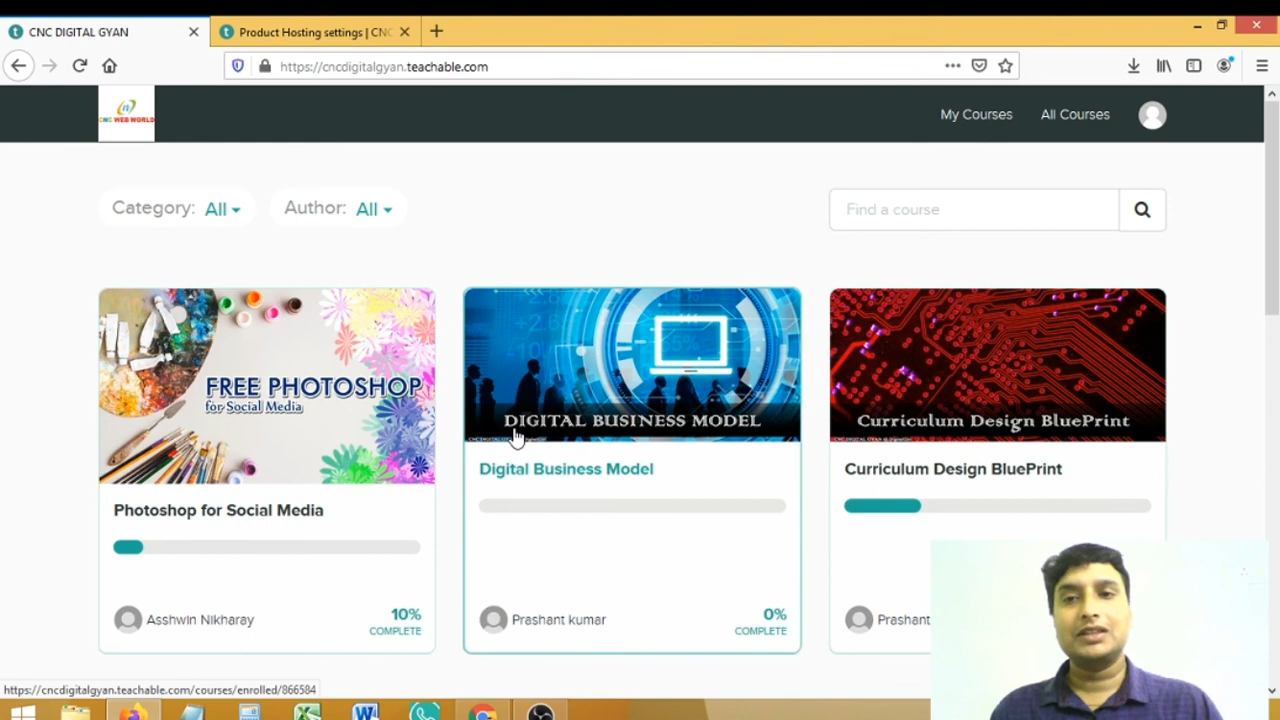 CNC DIGITAL GYAN
Product Hosting settings | CNC
https://cncdigitalgyan.teachable.com
CNC WEB WORLD
My Courses
All Courses
Category: All
Author: All
Find a course
FREE PHOTOSHOP
for Social Media
DIGITAL BUSINESS MODEL
Curriculum Design BluePrint
Photoshop for Social Media
Digital Business Model
Curriculum Design BluePrint
Asshwin Nikharay
10%
COMPLETE
Prashant kumar
0%
COMPLETE
Prashant
https://cncdigitalgyan.teachable.com/courses/enrolled/866584